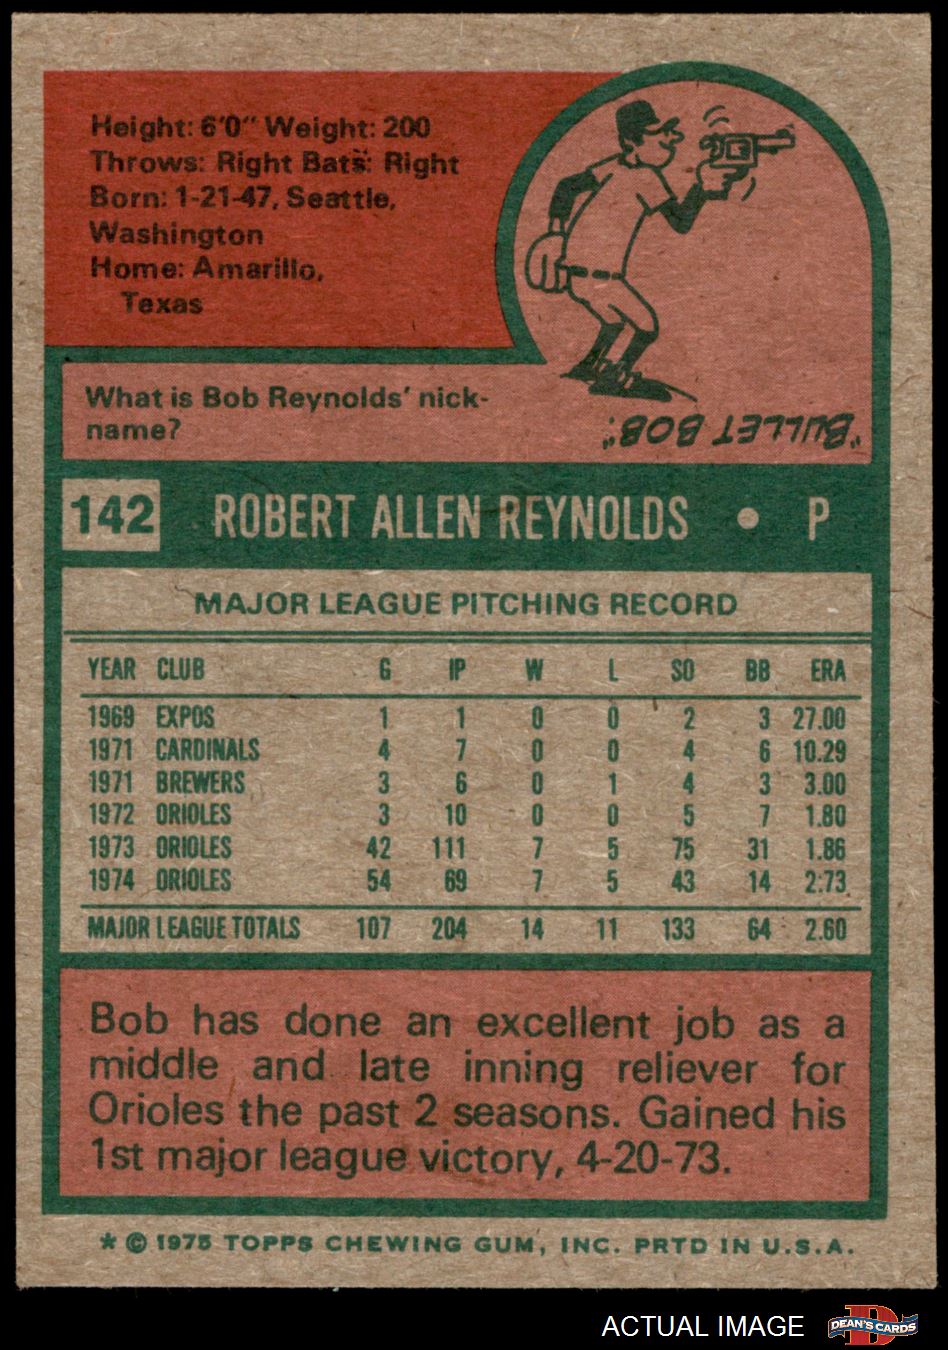 Height: 6'0" Weight: 200
Throws: Right Bats: Right
Born: 1-21-47, Seattle,
Washington
Home: Amarillo,
Texas
What is Bob Reynolds' nick-
name?
"BULLET BOB".
142 ROBERT ALLEN REYNOLDS • P
MAJOR LEAGUE PITCHING RECORD
YEAR CLUB G IP W L SO BB ERA
1969 EXPOS 1 1 0 0 2 3 27.00
1971 CARDINALS 4 7 0 0 4 6 10.29
1971 BREWERS 3 6 0 1 4 3 3.00
1972 ORIOLES 3 10 0 0 5 7 1.80
1973 ORIOLES 42 111 7 5 75 31 1.86
1974 ORIOLES 54 69 7 5 43 14 2.73
MAJOR LEAGUE TOTALS 107 204 14 11 133 64 2.60
Bob has done an excellent job as a
middle and late inning reliever for
Orioles the past 2 seasons. Gained his
1st major league victory, 4-20-73.
* © 1975 TOPPS CHEWING GUM, INC. PRTD IN U.S.A.
ACTUAL IMAGE
D
DEAN'S CARDS